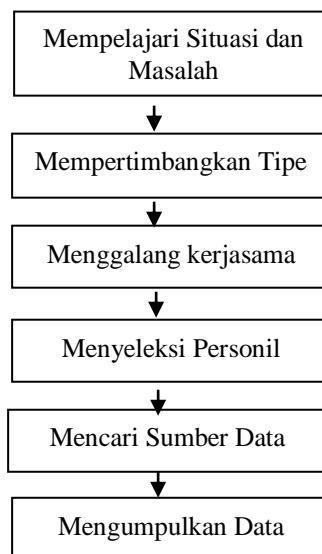 Mempelajari Situasi dan
Masalah
Mempertimbangkan Tipe
Menggalang kerjasama
Menyeleksi Personil
Mencari Sumber Data
Mengumpulkan Data